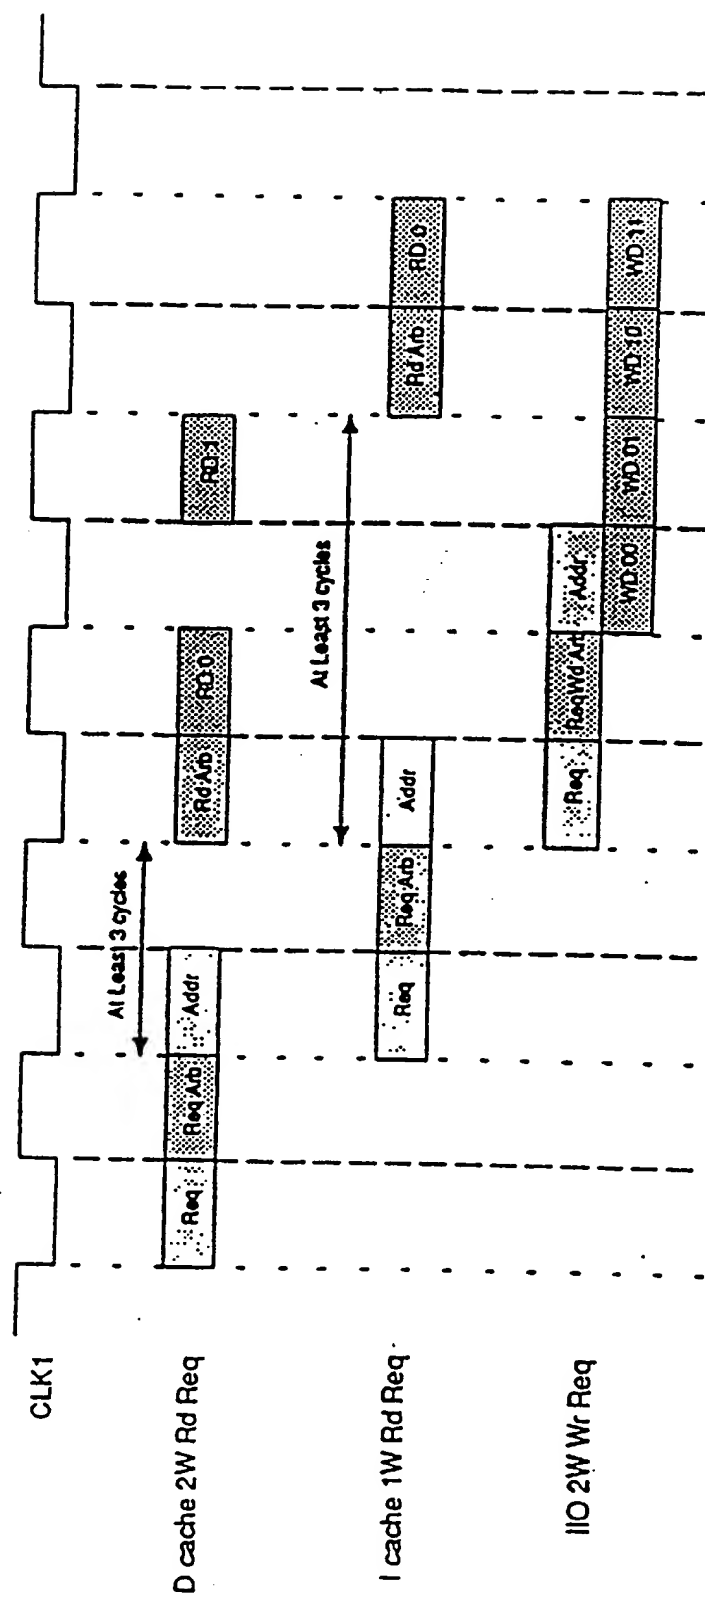 CLK1
D cache 2W Rd Req
Req
Req Arb
Addr
At Least 3 cycles
Rd Arb
RD 0
RD 1
I cache 1W Rd Req
Req
Req Arb
Addr
At Least 3 cycles
Rd Arb
RD 0
IIO 2W Wr Req
Req
ReqWd Arb
Addr
WD 00
WD 01
WD 10
WD 11